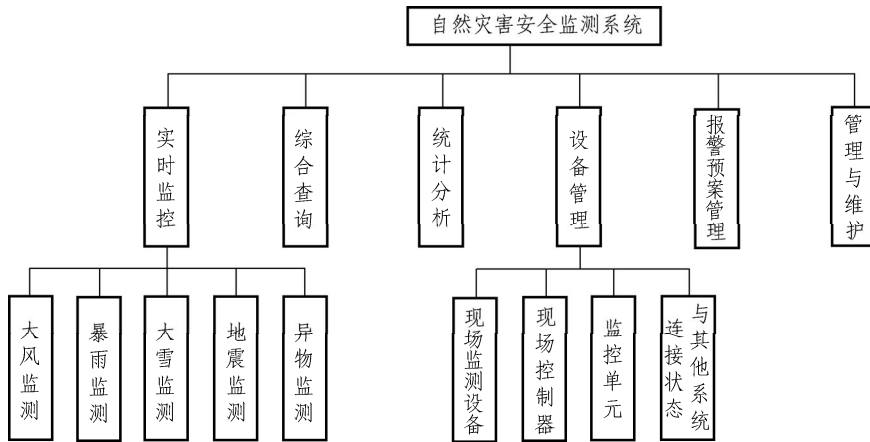 自然灾害安全监测系统
实时监控
综合查询
统计分析
设备管理
报警预案管理
管理与维护
大风监测
暴雨监测
大雪监测
地震监测
异物监测
现场监测设备
现场控制器
监控单元
与其他系统
连接状态